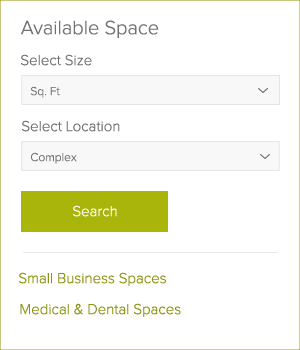 Available Space
Select Size
Sq. Ft
Select Location
Complex
Search
Small Business Spaces
Medical & Dental Spaces